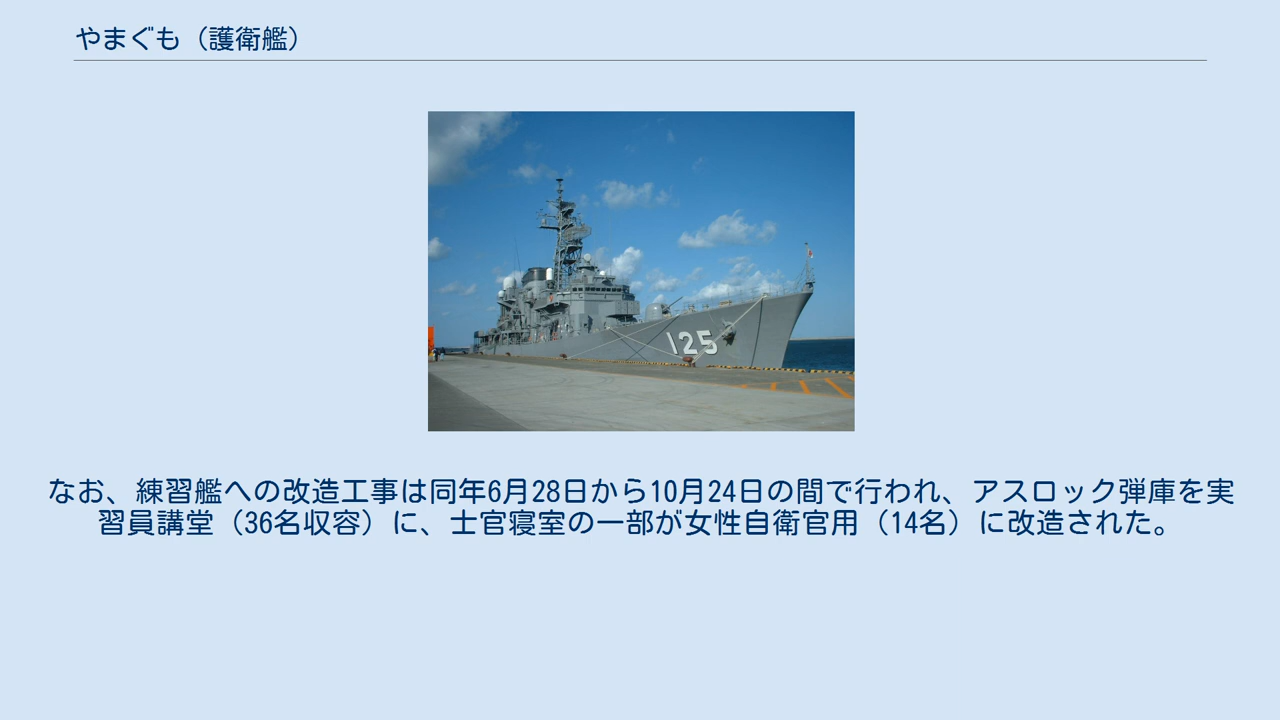 やまぐも（護衛艦）
125
なお、練習艦への改造工事は同年6月28日から10月24日の間で行われ、アスロック弾庫を実
習員講堂（36名収容）に、士官寝室の一部が女性自衛官用（14名）に改造された。